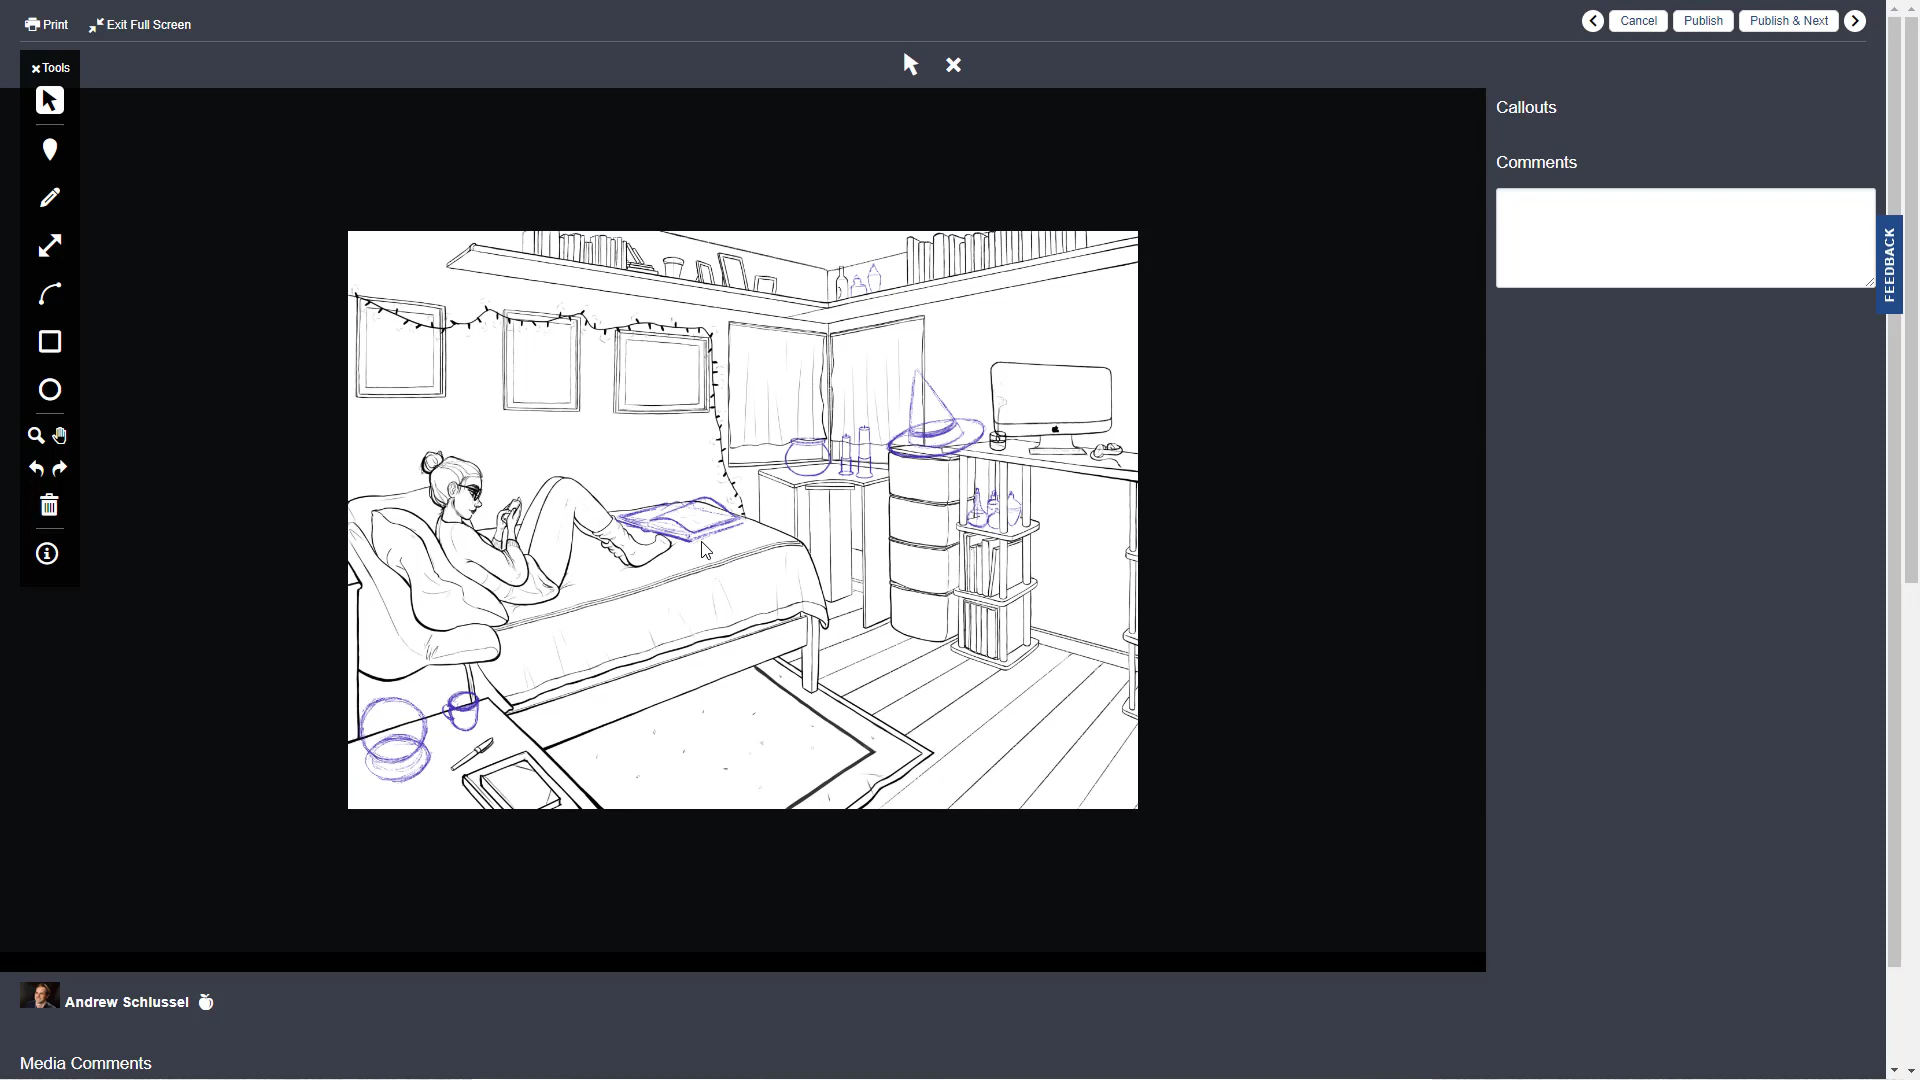 Print
Exit Full Screen
Cancel
Publish
Publish & Next
Tools
Callouts
Comments
FEEDBACK
Andrew Schlussel
Media Comments